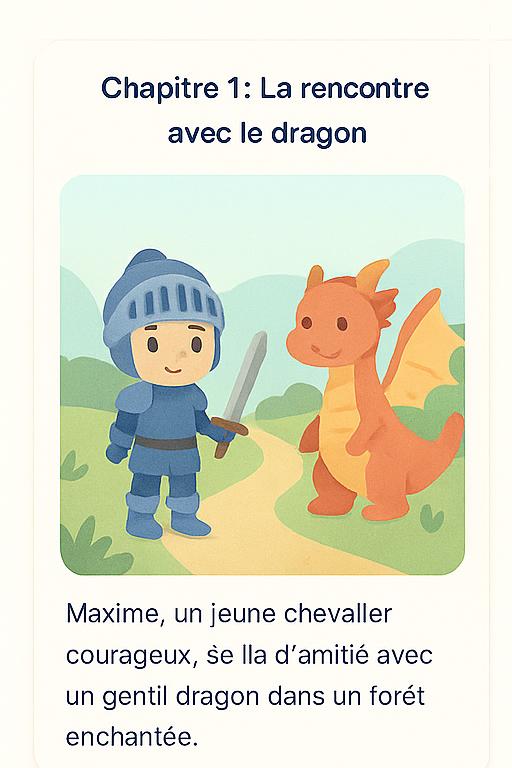 Chapitre 1: La rencontre
avec le dragon
Maxime, un jeune chevaller
courageux, s̀e lla d’amitié avec
un gentil dragon dans un forét
enchantée.